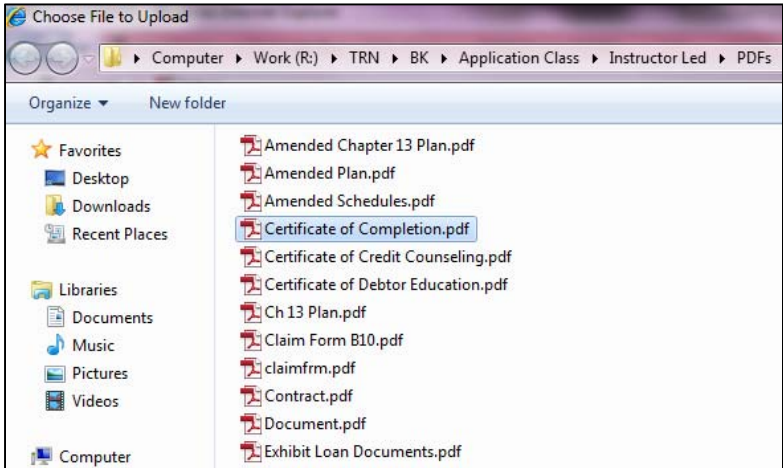 Choose File to Upload
Computer Work (R:) TRN BK Application Class Instructor Led PDFs
Organize New folder
Favorites
Desktop
Downloads
Recent Places
Libraries
Documents
Music
Pictures
Videos
Computer
Amended Chapter 13 Plan.pdf
Amended Plan.pdf
Amended Schedules.pdf
Certificate of Completion.pdf
Certificate of Credit Counseling.pdf
Certificate of Debtor Education.pdf
Ch 13 Plan.pdf
Claim Form B10.pdf
claimfrm.pdf
Contract.pdf
Document.pdf
Exhibit Loan Documents.pdf